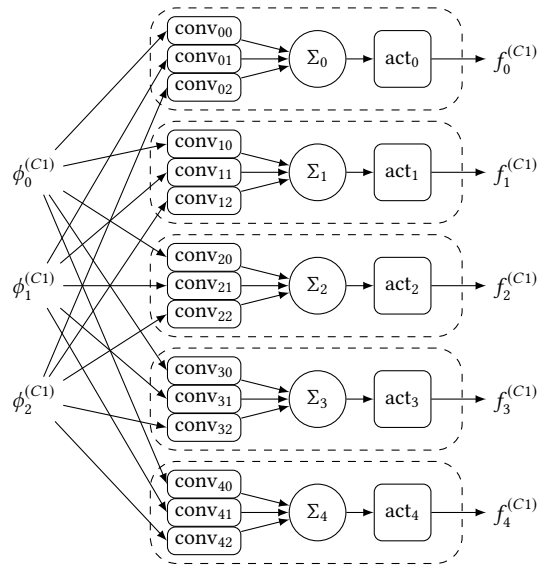 conv₀₀
conv₀₁ Σ₀ act₀ f₀⁽ᶜ¹⁾
conv₀₂
conv₁₀
ϕ₀⁽ᶜ¹⁾ conv₁₁ Σ₁ act₁ f₁⁽ᶜ¹⁾
conv₁₂
conv₂₀
ϕ₁⁽ᶜ¹⁾ conv₂₁ Σ₂ act₂ f₂⁽ᶜ¹⁾
conv₂₂
conv₃₀
ϕ₂⁽ᶜ¹⁾ conv₃₁ Σ₃ act₃ f₃⁽ᶜ¹⁾
conv₃₂
conv₄₀
conv₄₁ Σ₄ act₄ f₄⁽ᶜ¹⁾
conv₄₂